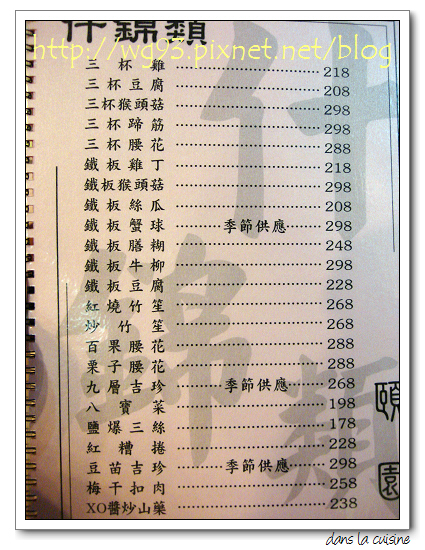 什錦類
http://wg93.pixnet.net/blog
三杯雞 218
三杯豆腐 208
三杯猴頭菇 298
三杯蹄筋 298
三杯腰花 288
鐵板雞丁 218
鐵板猴頭菇 298
鐵板絲瓜 208
鐵板蟹球 季節供應 298
鐵板膳糊 248
鐵板牛柳 298
鐵板豆腐 228
紅燒竹笙 268
炒竹笙 268
百果腰花 288
栗子腰花 288
九層吉珍 季節供應 268
八寶菜 198
鹽爆三絲 178
紅糟捲 228
豆苗吉珍 季節供應 298
梅干扣肉 258
XO醬炒山藥 238
什錦類
頤園
dans la cuisine